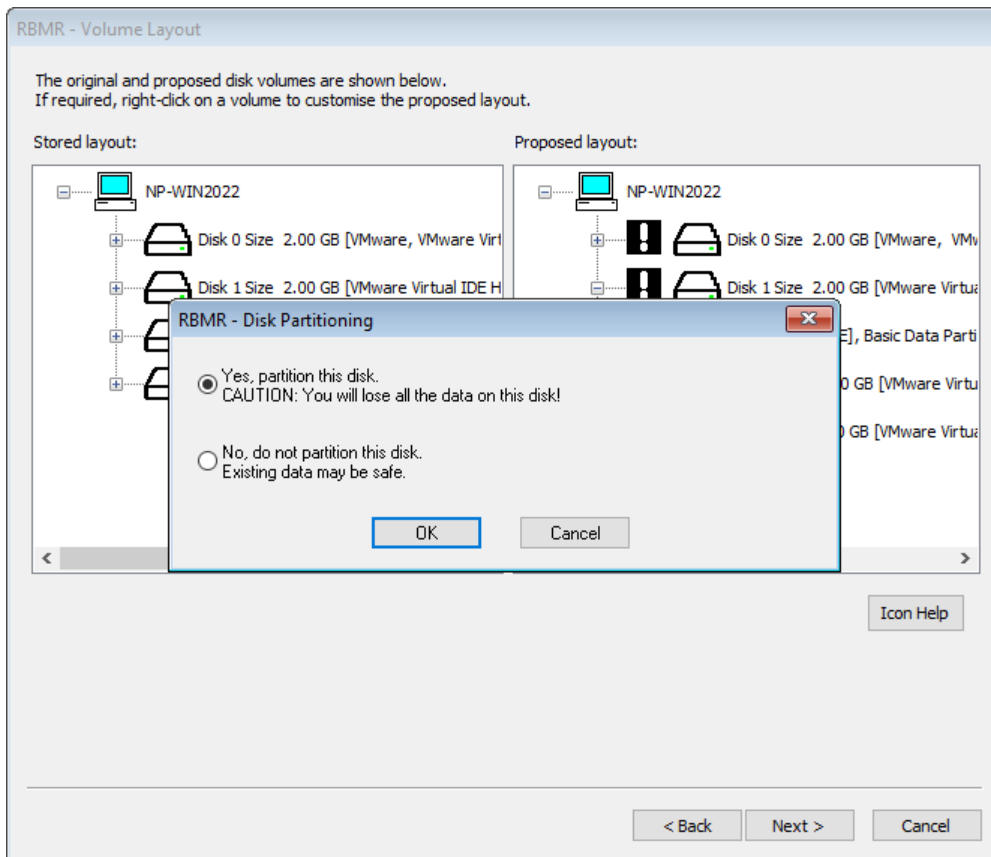 RBMR - Volume Layout
The original and proposed disk volumes are shown below.
If required, right-click on a volume to customise the proposed layout.
Stored layout:
Proposed layout:
NP-WIN2022
NP-WIN2022
Disk 0 Size 2.00 GB [VMware, VMware Virt
Disk 0 Size 2.00 GB [VMware, VMw
Disk 1 Size 2.00 GB [VMware Virtual IDE H
Disk 1 Size 2.00 GB [VMware Virtua
RBMR - Disk Partitioning
E], Basic Data Parti
Yes, partition this disk.
CAUTION: You will lose all the data on this disk!
0 GB [VMware Virtu
0 GB [VMware Virtua
No, do not partition this disk.
Existing data may be safe.
OK
Cancel
Icon Help
< Back
Next >
Cancel